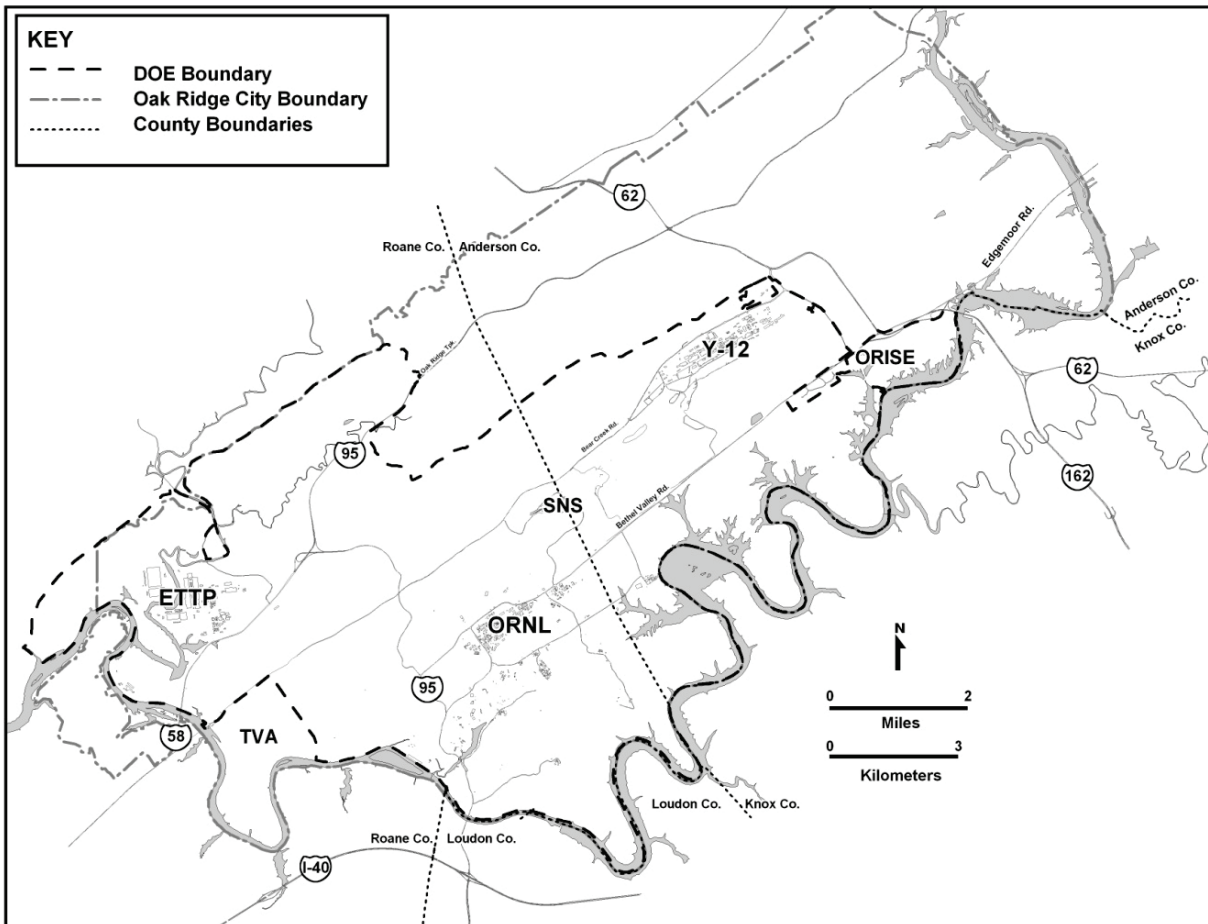 KEY
DOE Boundary
Oak Ridge City Boundary
County Boundaries
62
Roane Co.
Anderson Co.
Edgemoor Rd.
Anderson Co.
Knox Co.
Y-12
ORISE
Oak Ridge Tpk.
62
Bear Creek Rd.
95
162
SNS
Bethel Valley Rd.
ETTP
ORNL
N
95
0 2
Miles
58
TVA
0 3
Kilometers
Loudon Co.
Knox Co.
Roane Co.
Loudon Co.
I-40